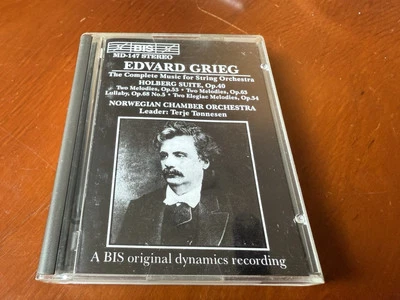 BIS
MD-147 STEREO
EDVARD GRIEG
The Complete Music for String Orchestra
HOLBERG SUITE, Op.40
Two Melodies, Op.53 • Two Melodies, Op.63
Lullaby, Op.68 No.5 • Two Elegiac Melodies, Op.34
NORWEGIAN CHAMBER ORCHESTRA
Leader: Terje Tønnesen
A BIS original dynamics recording